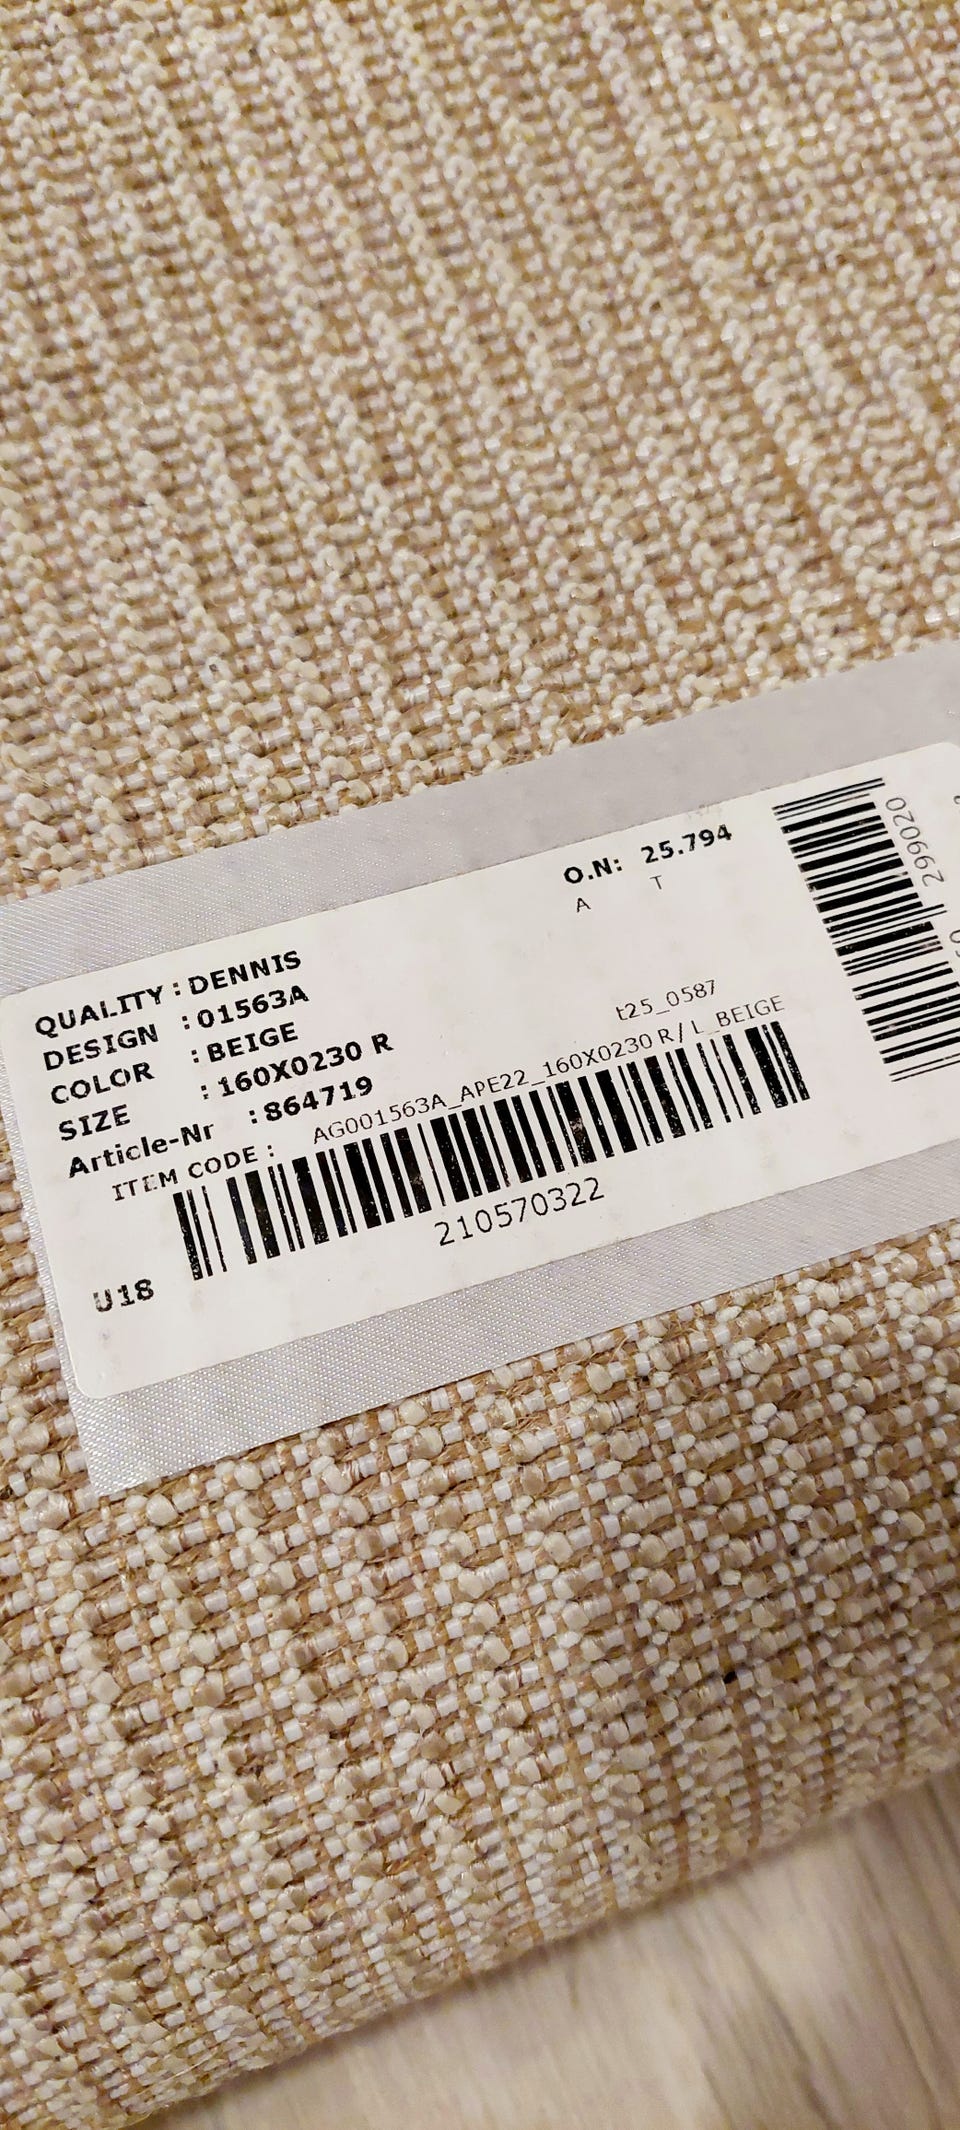 O.N: 25.794
A T
QUALITY : DENNIS
DESIGN : 01563A
COLOR : BEIGE
SIZE : 160X0230 R
Article-Nr : 864719
t25_0587
ITEM CODE : AG001563A_APE22_160X0230 R/ L_BEIGE
210570322
U18
299020